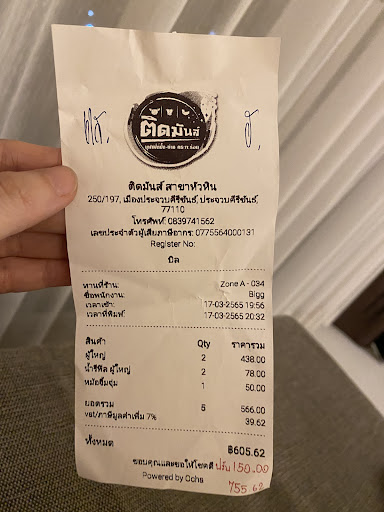 ติดมันส์
ติดมันส์ สาขาหัวหิน
250/197, เมืองประจวบคีรีขันธ์, ประจวบคีรีขันธ์,
77110
โทรศัพท์: 0839741562
เลขประจำตัวผู้เสียภาษีอากร: 0775564000131
Register No:
บิล
ทานที่ร้าน: Zone A - 034
ชื่อพนักงาน: Bigg
เวลาเข้า: 17-03-2565 19:56
เวลาที่พิมพ์: 17-03-2565 20:32
สินค้า Qty ราคารวม
ผู้ใหญ่ 2 438.00
น้ำรีฟิล ผู้ใหญ่ 2 78.00
หม้อจิ้มจุ่ม 1 50.00
ยอดรวม 5 566.00
vat/ภาษีมูลค่าเพิ่ม 7% 39.62
ทั้งหมด ฿605.62
ขอบคุณและขอให้โชคดี ปรับ 150.00
Powered by Ocha 755.62